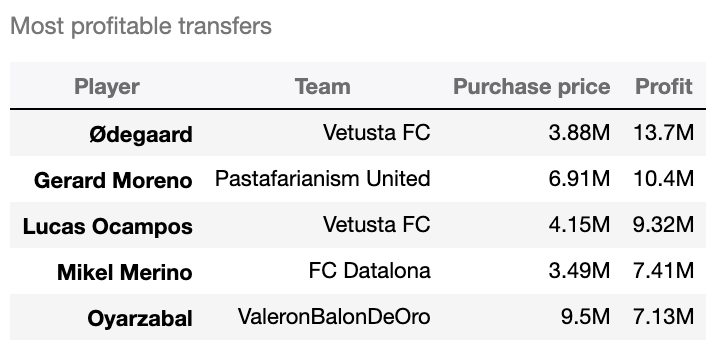 Most profitable transfers
Player Team Purchase price Profit
Ødegaard Vetusta FC 3.88M 13.7M
Gerard Moreno Pastafarianism United 6.91M 10.4M
Lucas Ocampos Vetusta FC 4.15M 9.32M
Mikel Merino FC Datalona 3.49M 7.41M
Oyarzabal ValeronBalonDeOro 9.5M 7.13M